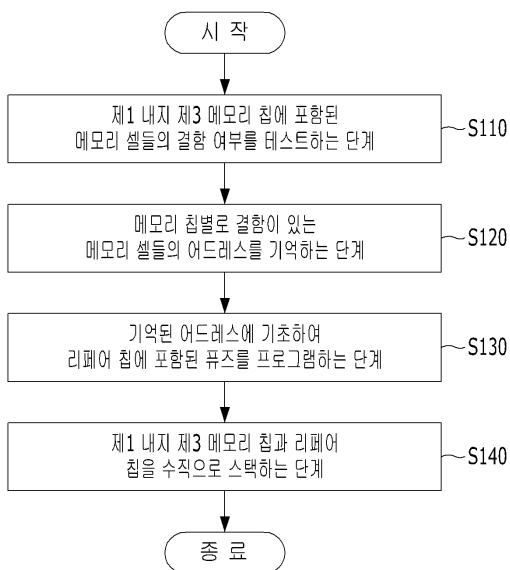 시 작
제1 내지 제3 메모리 칩에 포함된
메모리 셀들의 결함 여부를 테스트하는 단계
S110
메모리 칩별로 결함이 있는
메모리 셀들의 어드레스를 기억하는 단계
S120
기억된 어드레스에 기초하여
리페어 칩에 포함된 퓨즈를 프로그램하는 단계
S130
제1 내지 제3 메모리 칩과 리페어
칩을 수직으로 스택하는 단계
S140
종 료